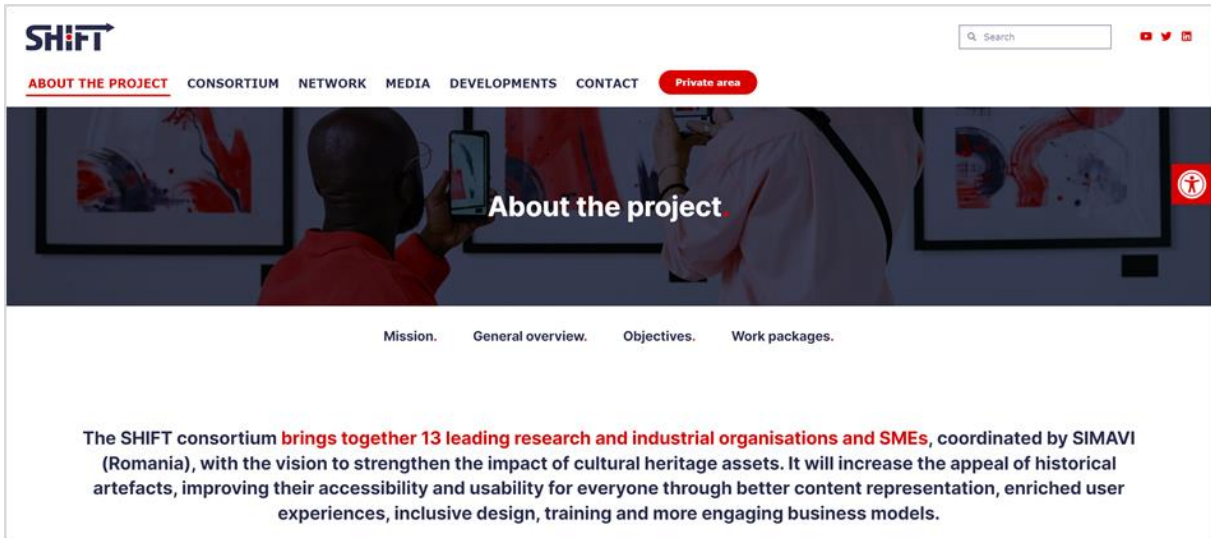 SHIFT
Search
ABOUT THE PROJECT CONSORTIUM NETWORK MEDIA DEVELOPMENTS CONTACT Private area
About the project.
Mission. General overview. Objectives. Work packages.
The SHIFT consortium brings together 13 leading research and industrial organisations and SMEs, coordinated by SIMAVI
(Romania), with the vision to strengthen the impact of cultural heritage assets. It will increase the appeal of historical
artefacts, improving their accessibility and usability for everyone through better content representation, enriched user
experiences, inclusive design, training and more engaging business models.